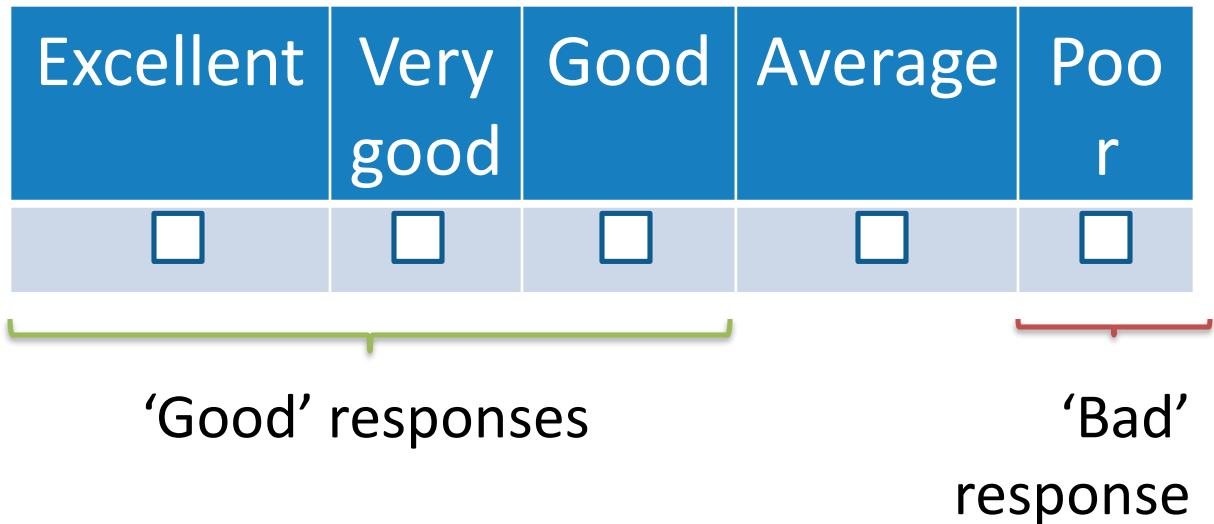 Excellent Very Good Average Poo
good r
‘Good’ responses ‘Bad’
response